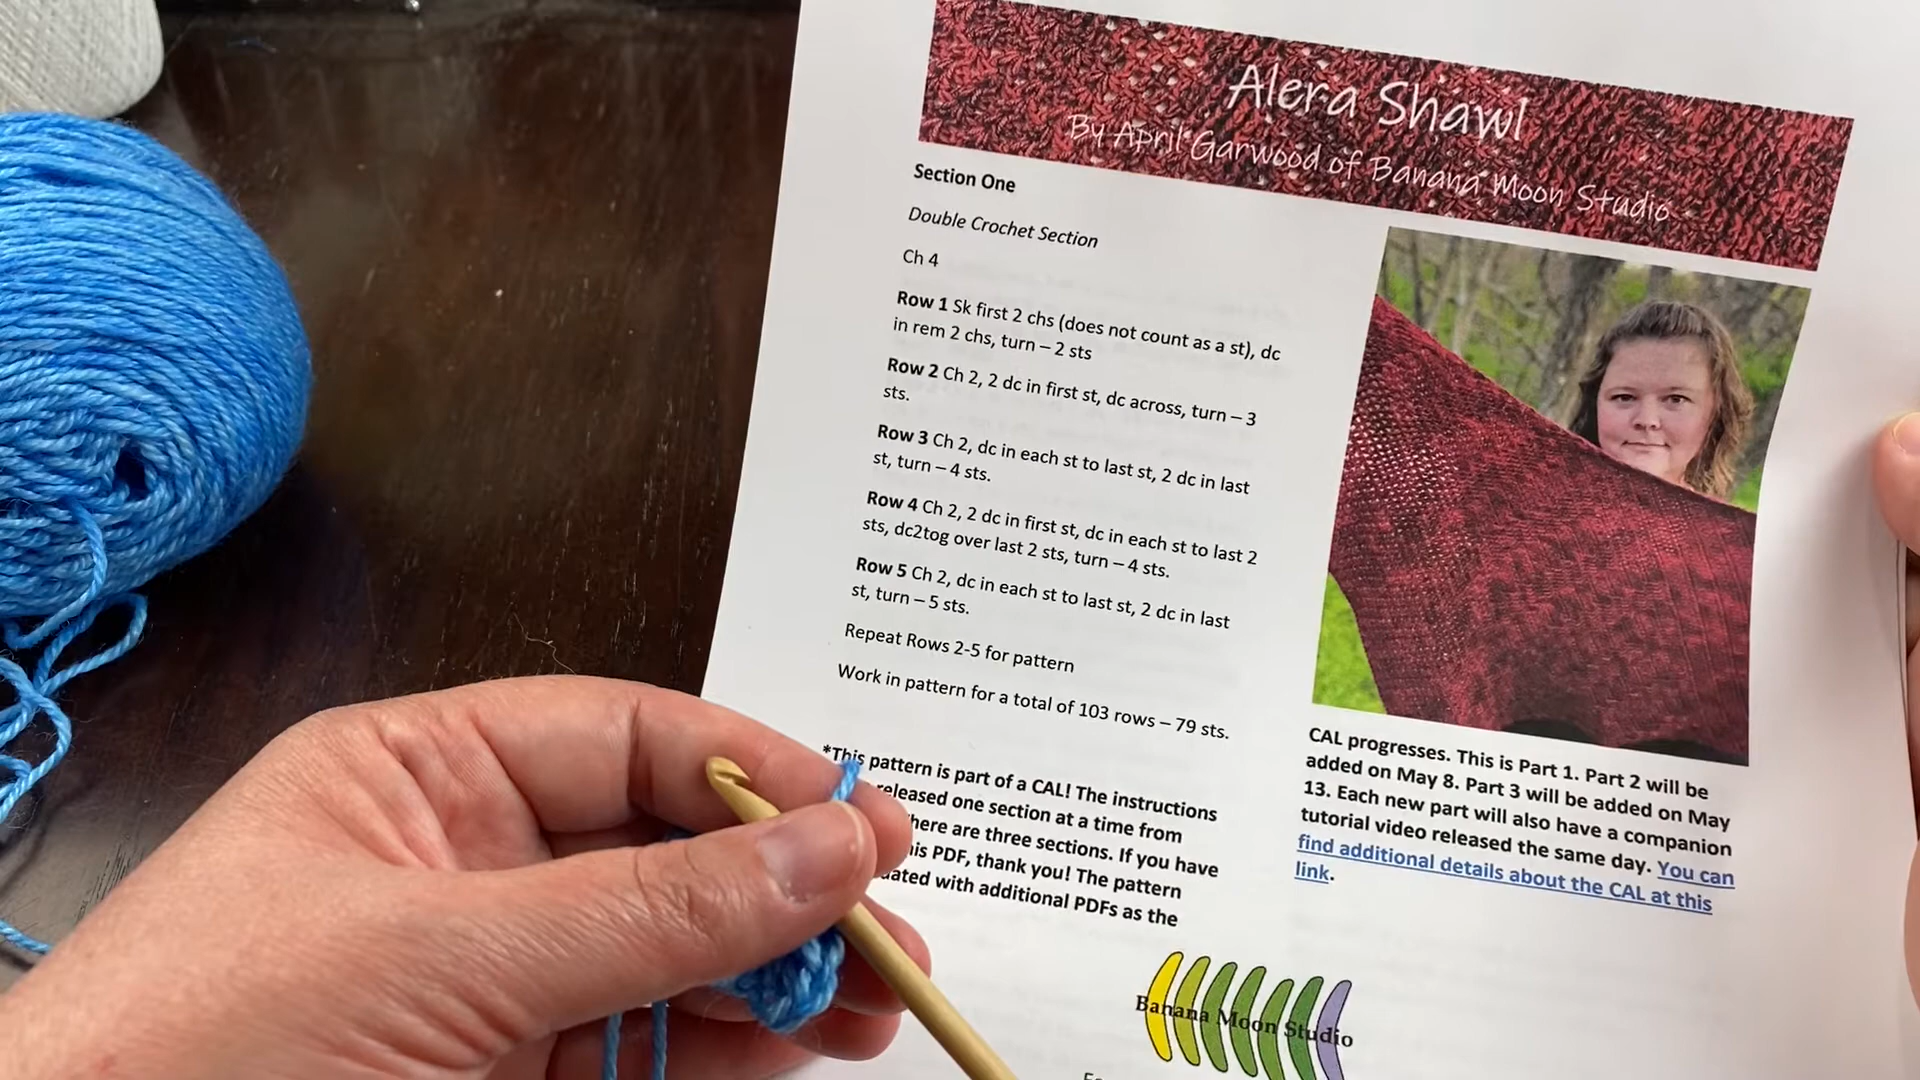 Alera Shawl
By April Garwood of Banana Moon Studio
Section One
Double Crochet Section
Ch 4
Row 1 Sk first 2 chs (does not count as a st), dc
in rem 2 chs, turn – 2 sts
Row 2 Ch 2, 2 dc in first st, dc across, turn – 3
sts.
Row 3 Ch 2, dc in each st to last st, 2 dc in last
st, turn – 4 sts.
Row 4 Ch 2, 2 dc in first st, dc in each st to last 2
sts, dc2tog over last 2 sts, turn – 4 sts.
Row 5 Ch 2, dc in each st to last st, 2 dc in last
st, turn – 5 sts.
Repeat Rows 2-5 for pattern
Work in pattern for a total of 103 rows – 79 sts.
*This pattern is part of a CAL! The instructions
released one section at a time from
here are three sections. If you have
his PDF, thank you! The pattern
dated with additional PDFs as the
CAL progresses. This is Part 1. Part 2 will be
added on May 8. Part 3 will be added on May
13. Each new part will also have a companion
tutorial video released the same day. You can
find additional details about the CAL at this
link.
Banana Moon Studio